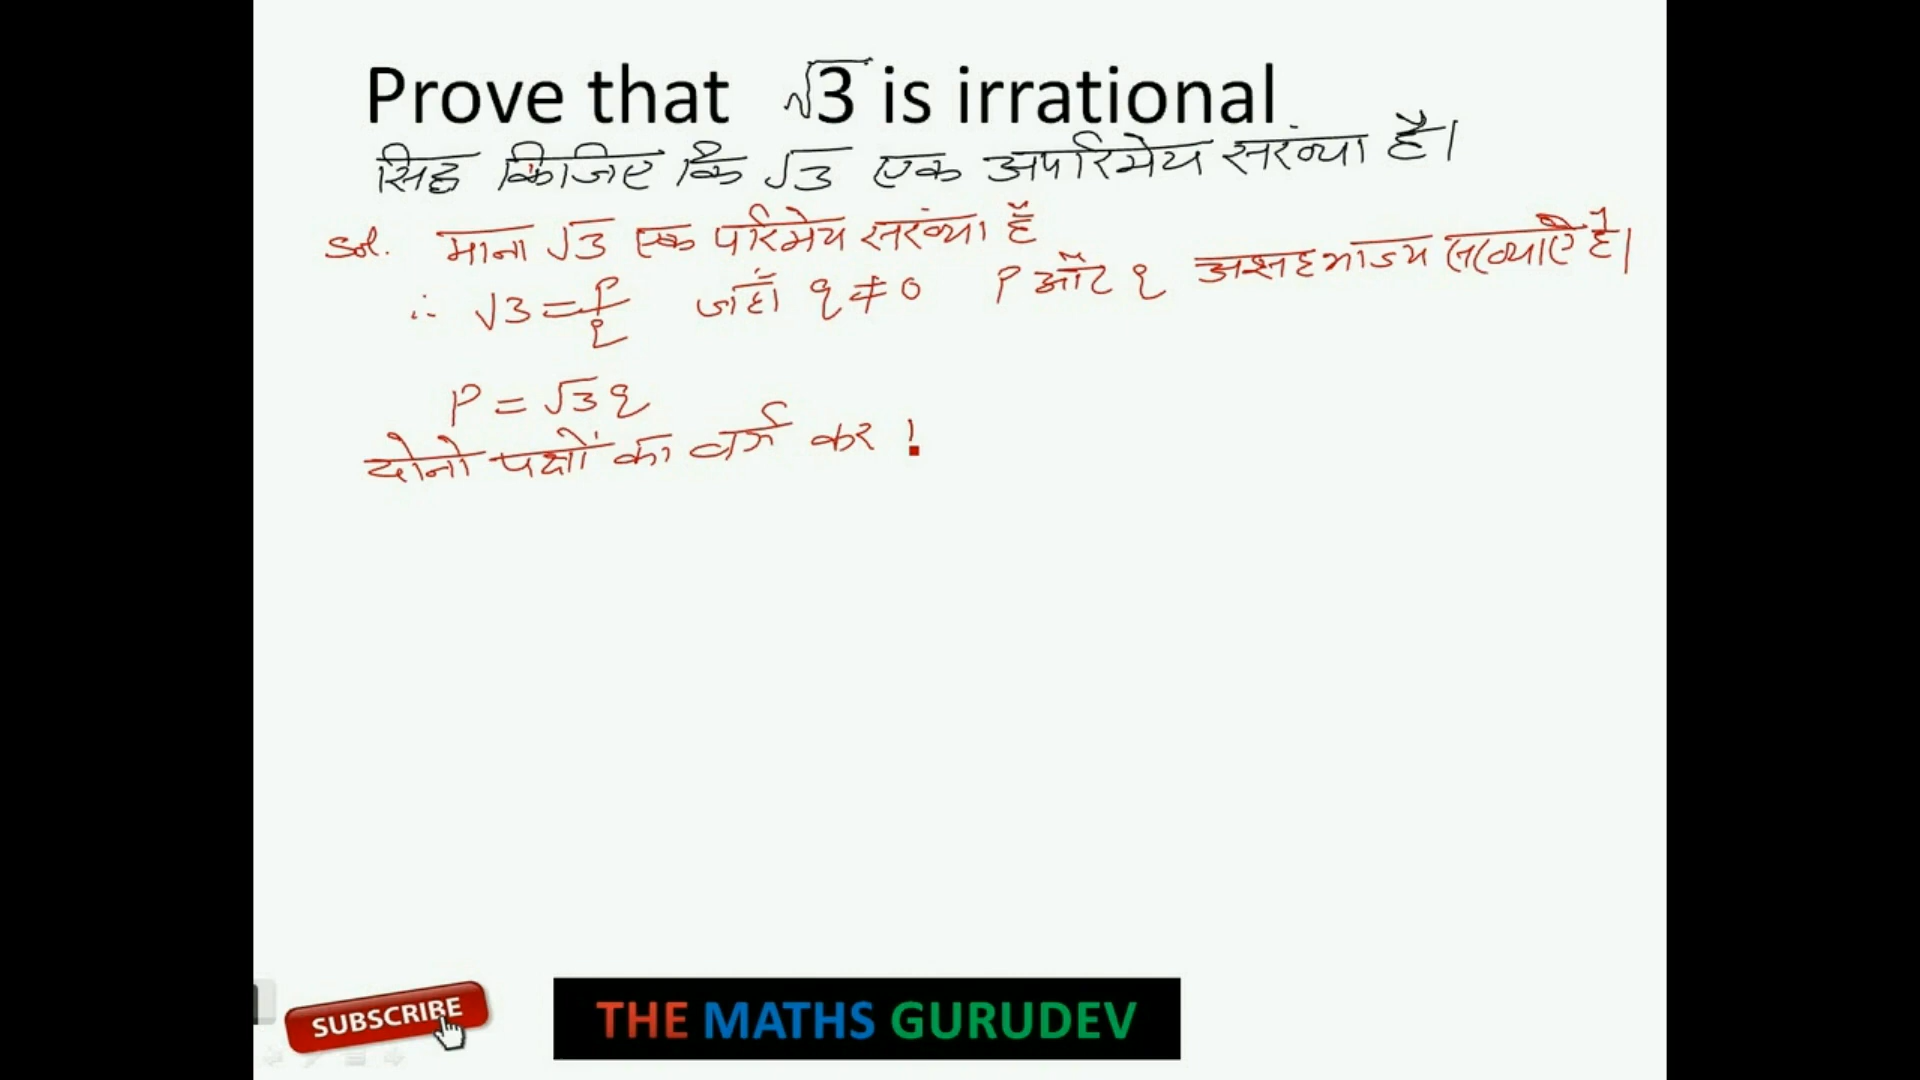 Prove that √3 is irrational
सिद्ध किजिए कि √3 एक अपरिमेय संख्या है।
Sol. माना √3 एक परिमेय संख्या है
∴ √3 = P/q जहाँ q ≠ 0 P और q असहभाज्य संख्याएँ है।
P = √3 q
दोनो पक्षों का वर्ग कर
SUBSCRIBE
THE MATHS GURUDEV